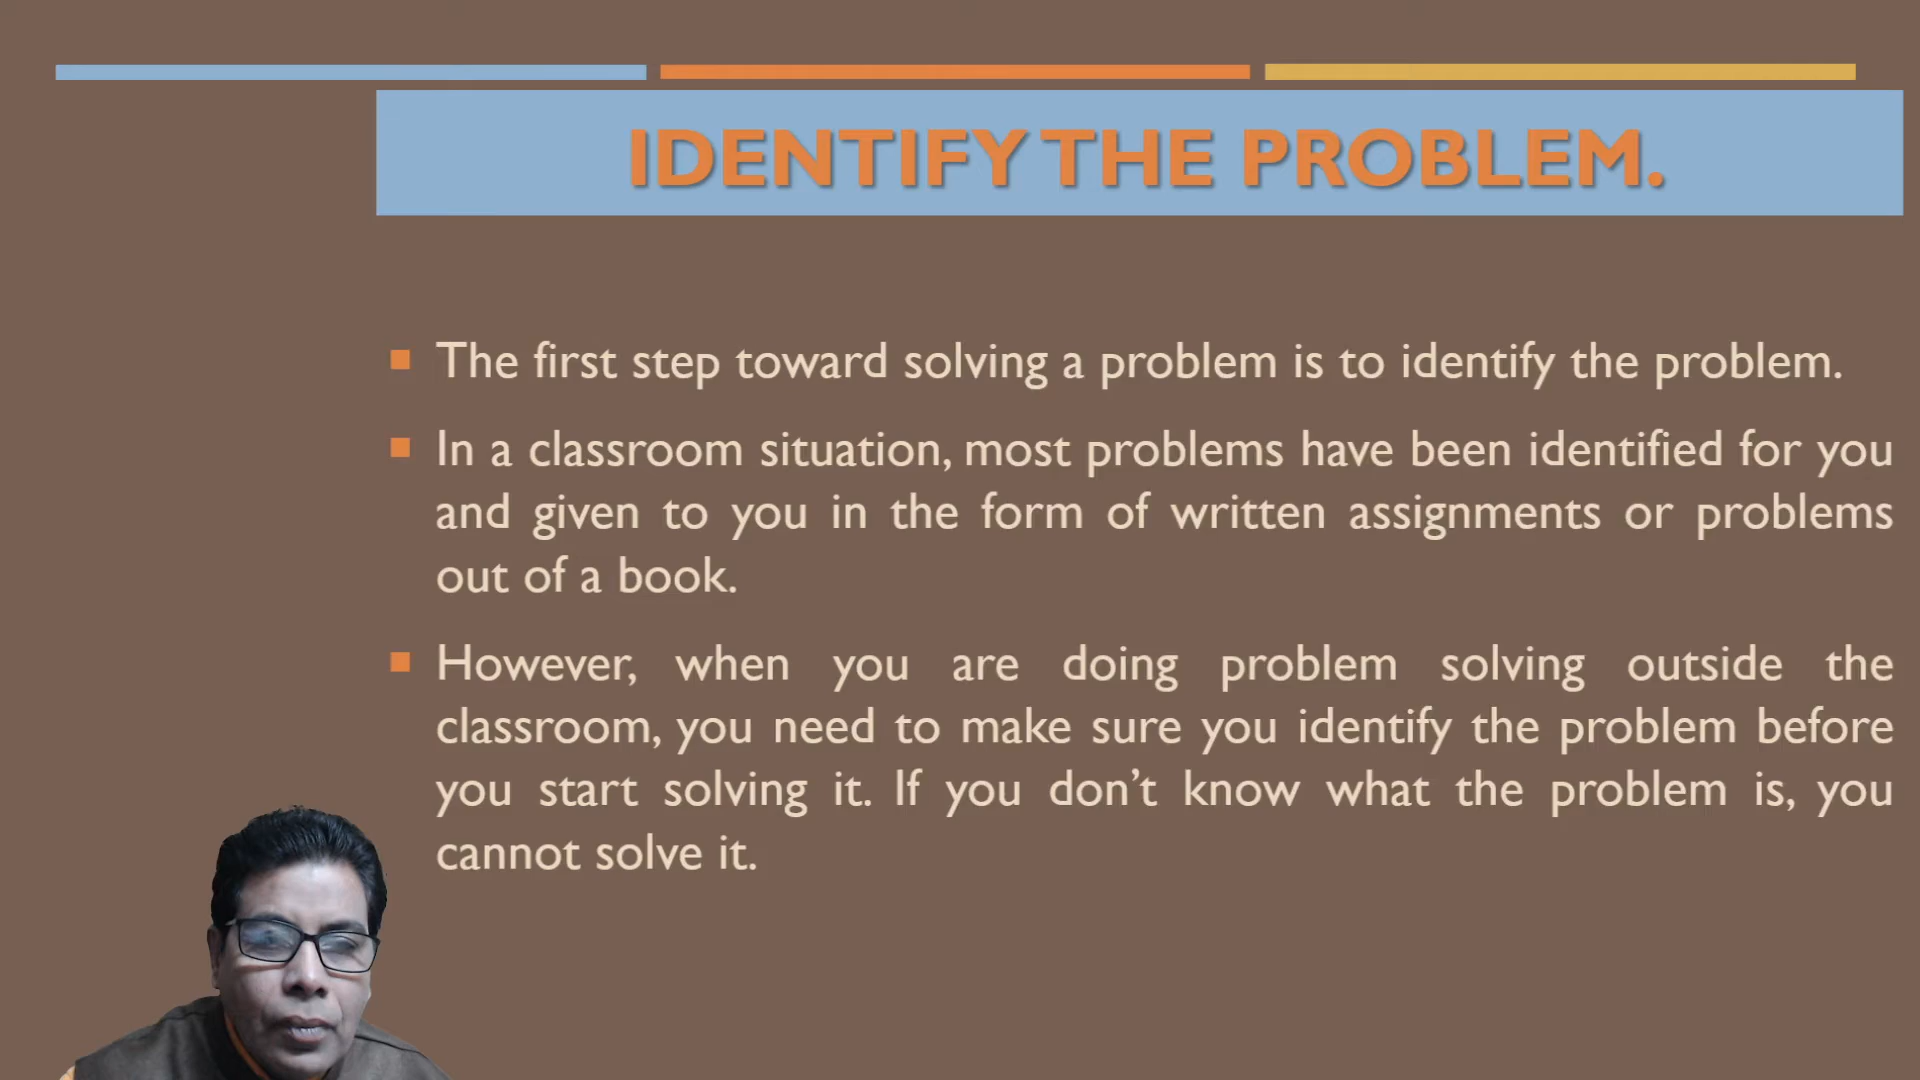 IDENTIFY THE PROBLEM.
The first step toward solving a problem is to identify the problem.
In a classroom situation, most problems have been identified for you
and given to you in the form of written assignments or problems
out of a book.
However, when you are doing problem solving outside the
classroom, you need to make sure you identify the problem before
you start solving it. If you don’t know what the problem is, you
cannot solve it.